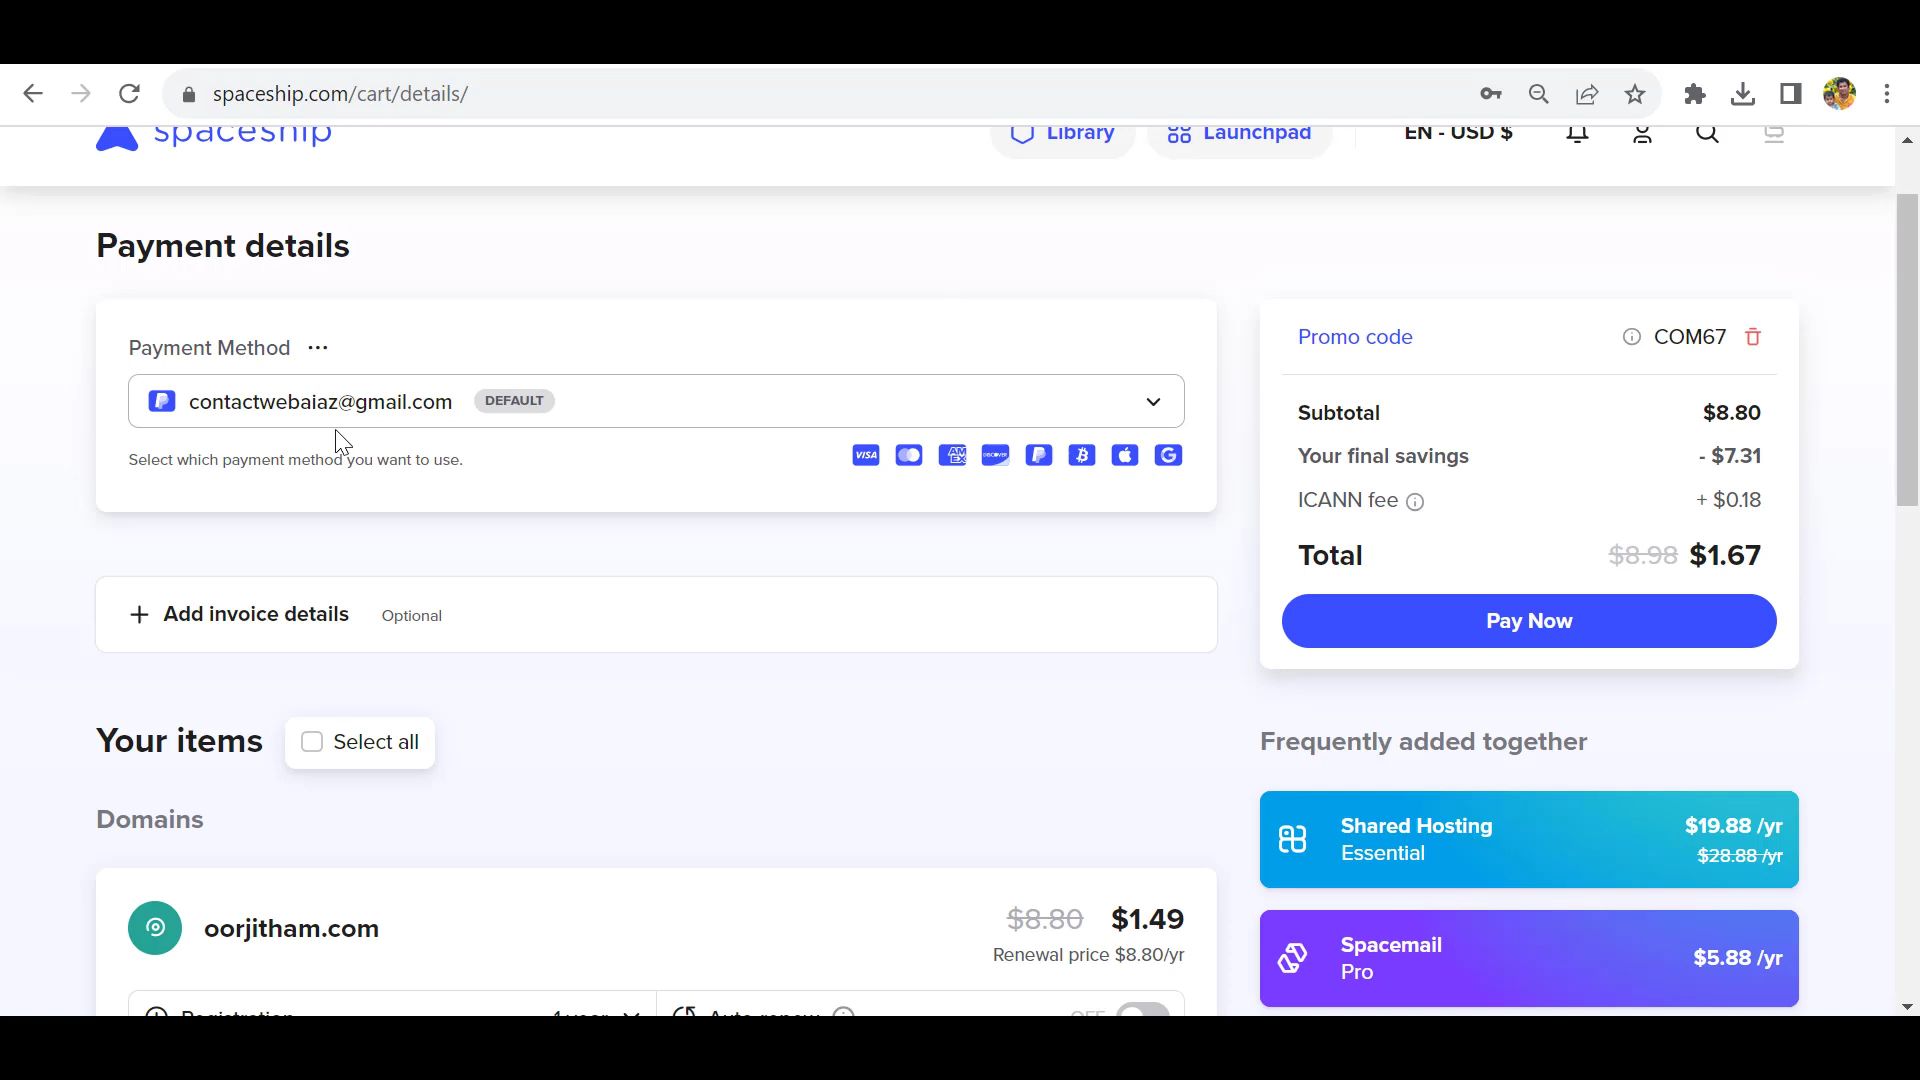 spaceship.com/cart/details/
spaceship
Library
Launchpad
EN - USD $
Payment details
Payment Method ...
contactwebaiaz@gmail.com DEFAULT
Select which payment method you want to use.
VISA
AM
EX
DISCOVER
Add invoice details Optional
Promo code COM67
Subtotal $8.80
Your final savings - $7.31
ICANN fee + $0.18
Total $8.98 $1.67
Pay Now
Your items
Select all
Domains
oorjitham.com $8.80 $1.49
Renewal price $8.80/yr
Registration 1 year Auto-renew OFF
Frequently added together
Shared Hosting $19.88 /yr
Essential $28.88 /yr
Spacemail
Pro $5.88 /yr